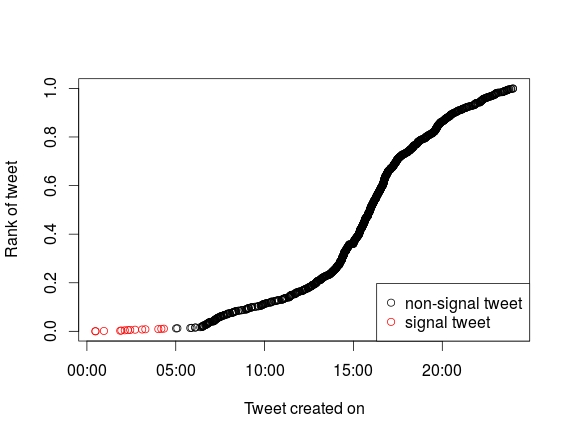 1.0
0.8
0.6
0.4
0.2
0.0
Rank of tweet
non-signal tweet
signal tweet
00:00 05:00 10:00 15:00 20:00
Tweet created on